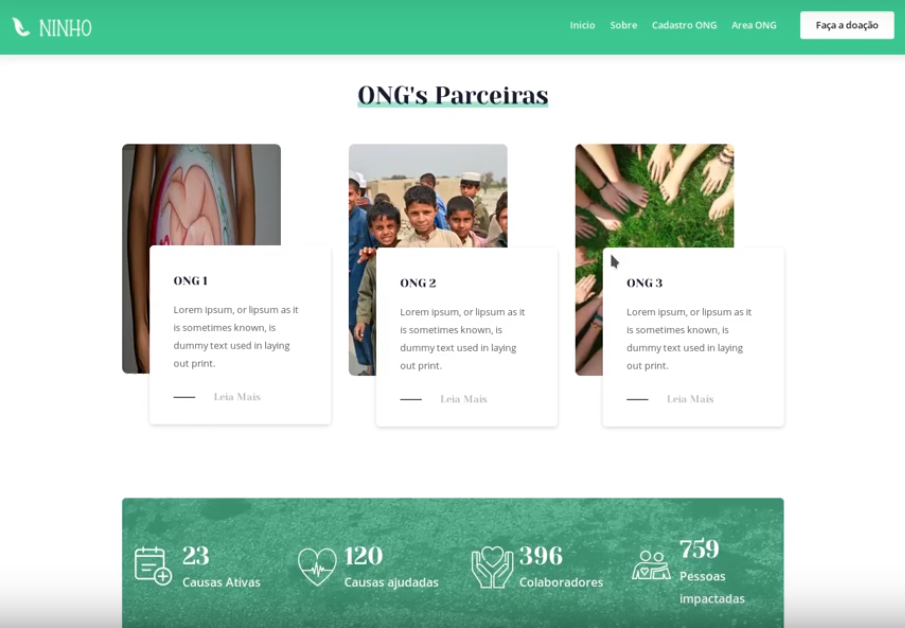 NINHO
Inicio Sobre Cadastro ONG Area ONG Faça a doação
ONG's Parceiras
ONG 1
Lorem ipsum, or lipsum as it
is sometimes known, is
dummy text used in laying
out print.
Leia Mais
ONG 2
Lorem ipsum, or lipsum as it
is sometimes known, is
dummy text used in laying
out print.
Leia Mais
ONG 3
Lorem ipsum, or lipsum as it
is sometimes known, is
dummy text used in laying
out print.
Leia Mais
23
Causas Ativas
120
Causas ajudadas
396
Colaboradores
759
Pessoas
impactadas